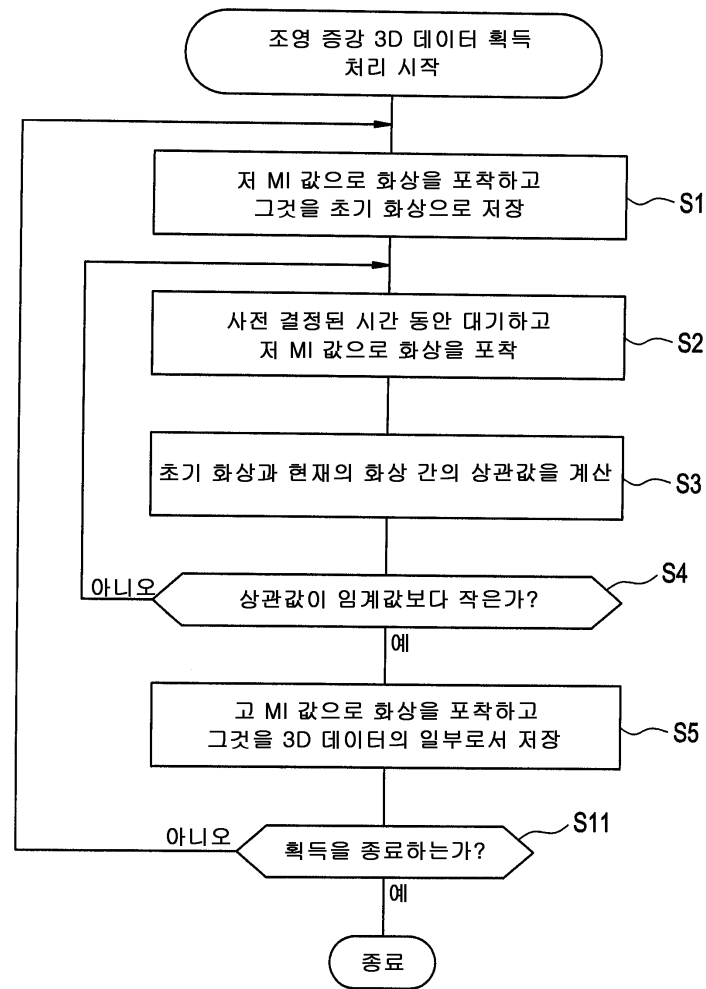 조영 증강 3D 데이터 획득
처리 시작
저 MI 값으로 화상을 포착하고
그것을 초기 화상으로 저장
S1
사전 결정된 시간 동안 대기하고
저 MI 값으로 화상을 포착
S2
초기 화상과 현재의 화상 간의 상관값을 계산
S3
S4
아니오
상관값이 임계값보다 작은가?
예
고 MI 값으로 화상을 포착하고
그것을 3D 데이터의 일부로서 저장
S5
S11
아니오
획득을 종료하는가?
예
종료